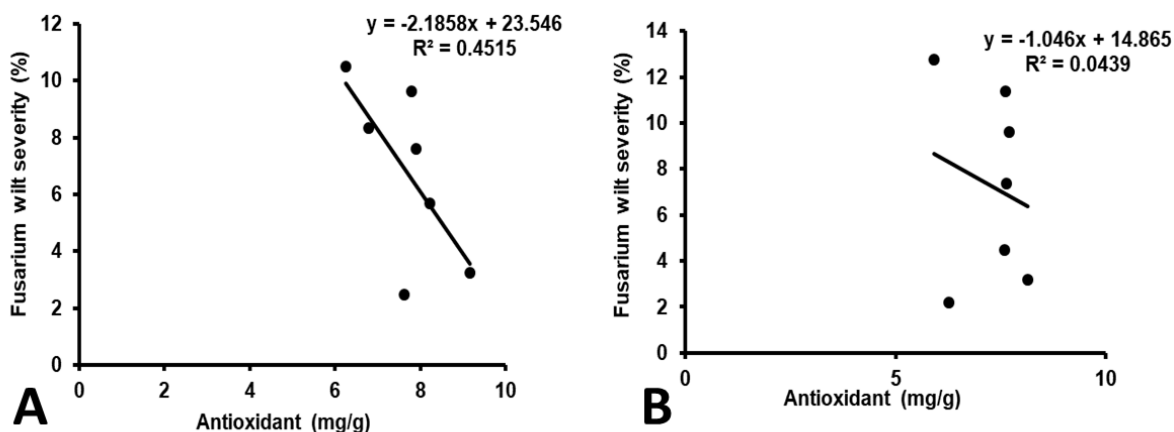 y = -2.1858x + 23.546
R² = 0.4515
Fusarium wilt severity (%)
12
10
8
6
4
2
0
0 2 4 6 8 10
Antioxidant (mg/g)
A
y = -1.046x + 14.865
R² = 0.0439
Fusarium wilt severity (%)
14
12
10
8
6
4
2
0
0 5 10
Antioxidant (mg/g)
B